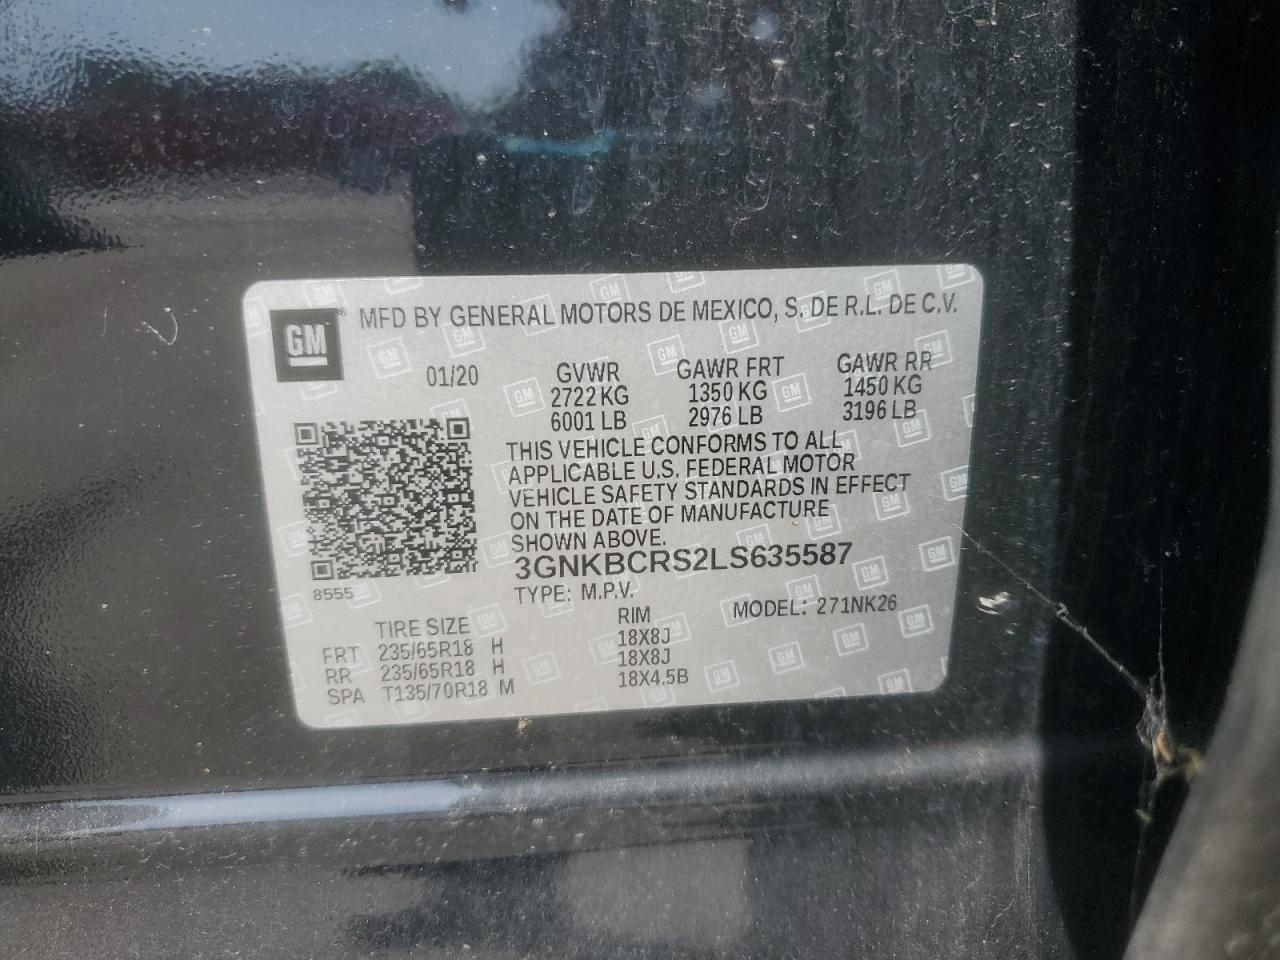 GM
MFD BY GENERAL MOTORS DE MEXICO, S. DE R.L. DE C.V.
01/20
GVWR GAWR FRT GAWR RR
2722 KG 1350 KG 1450 KG
6001 LB 2976 LB 3196 LB
THIS VEHICLE CONFORMS TO ALL
APPLICABLE U.S. FEDERAL MOTOR
VEHICLE SAFETY STANDARDS IN EFFECT
ON THE DATE OF MANUFACTURE
SHOWN ABOVE.
3GNKBCRS2LS635587
8555
TYPE: M.P.V.
MODEL: 271NK26
TIRE SIZE RIM
FRT 235/65R18 H 18X8J
RR 235/65R18 H 18X8J
SPA T135/70R18 M 18X4.5B